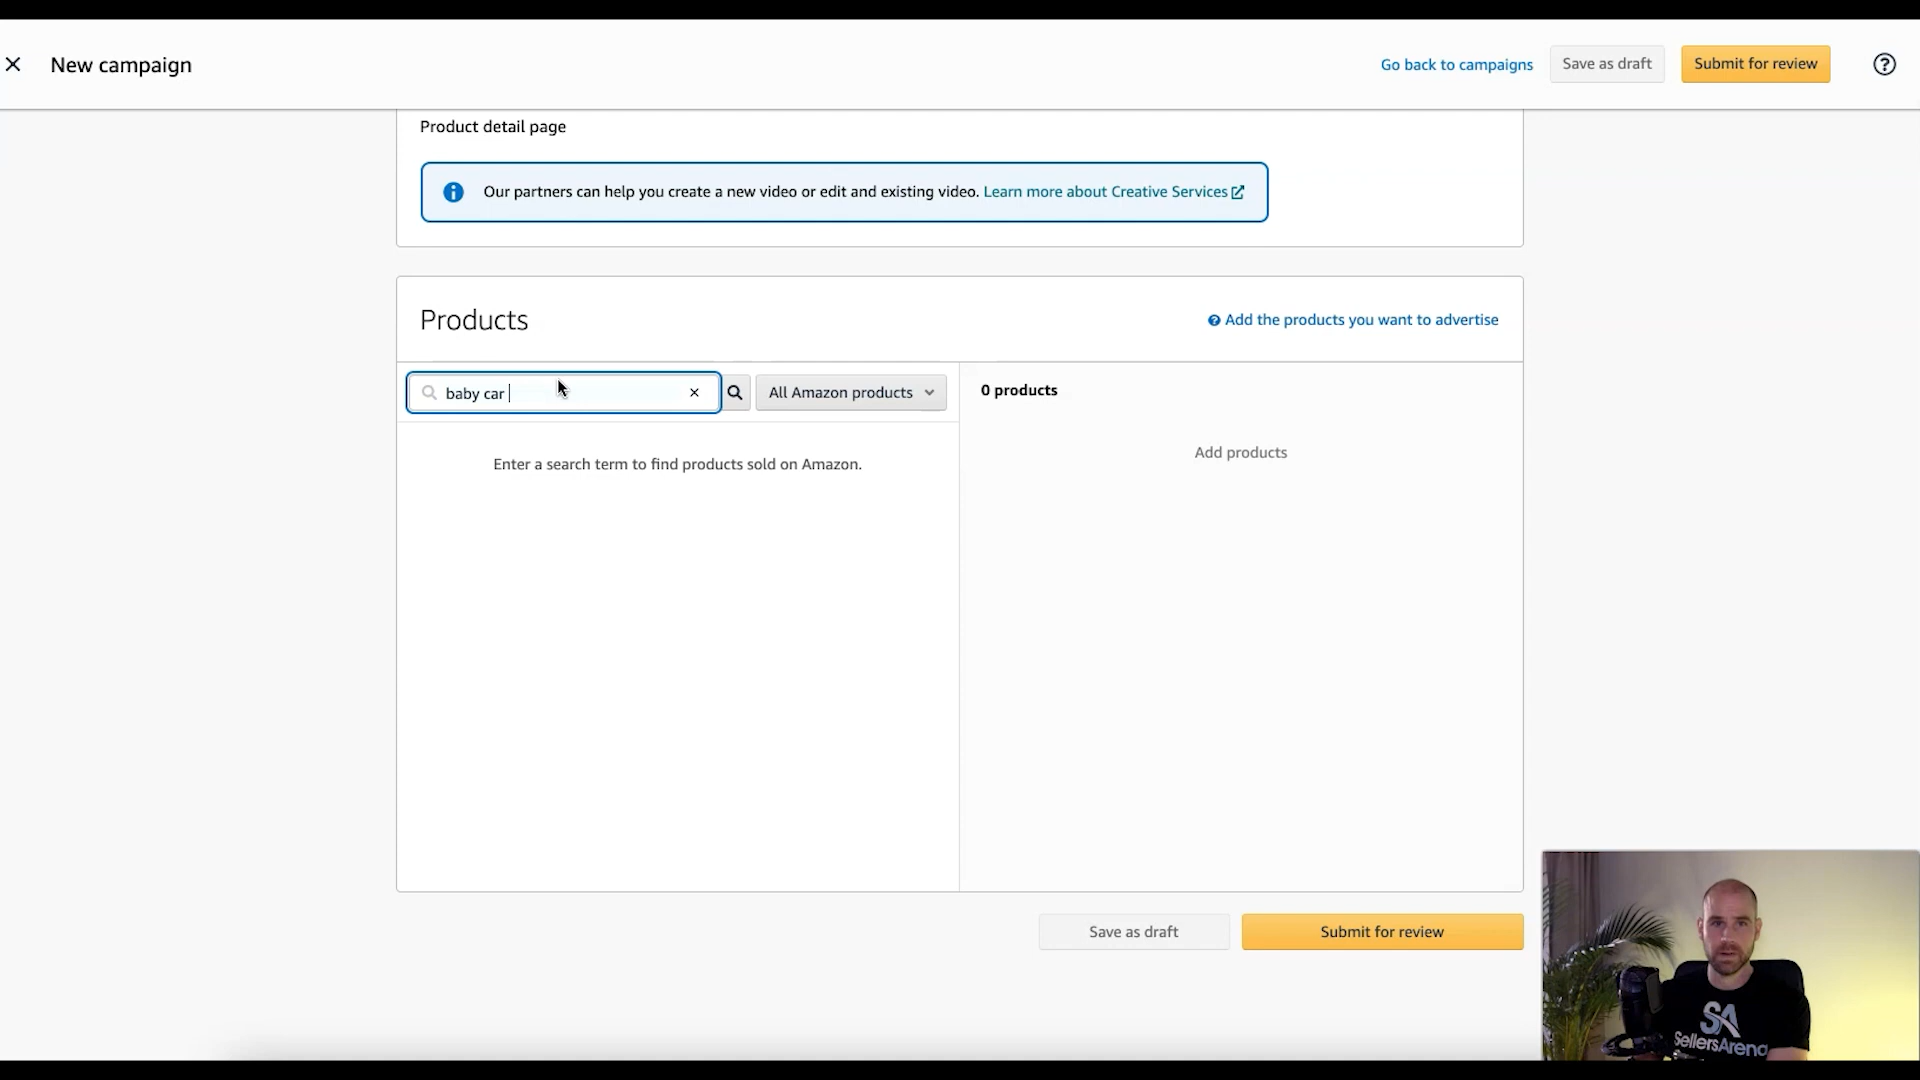 New campaign
Go back to campaigns
Save as draft
Submit for review
Product detail page
Our partners can help you create a new video or edit and existing video. Learn more about Creative Services
Products
Add the products you want to advertise
baby car
All Amazon products
0 products
Enter a search term to find products sold on Amazon.
Add products
Save as draft
Submit for review
SA
SellersArena